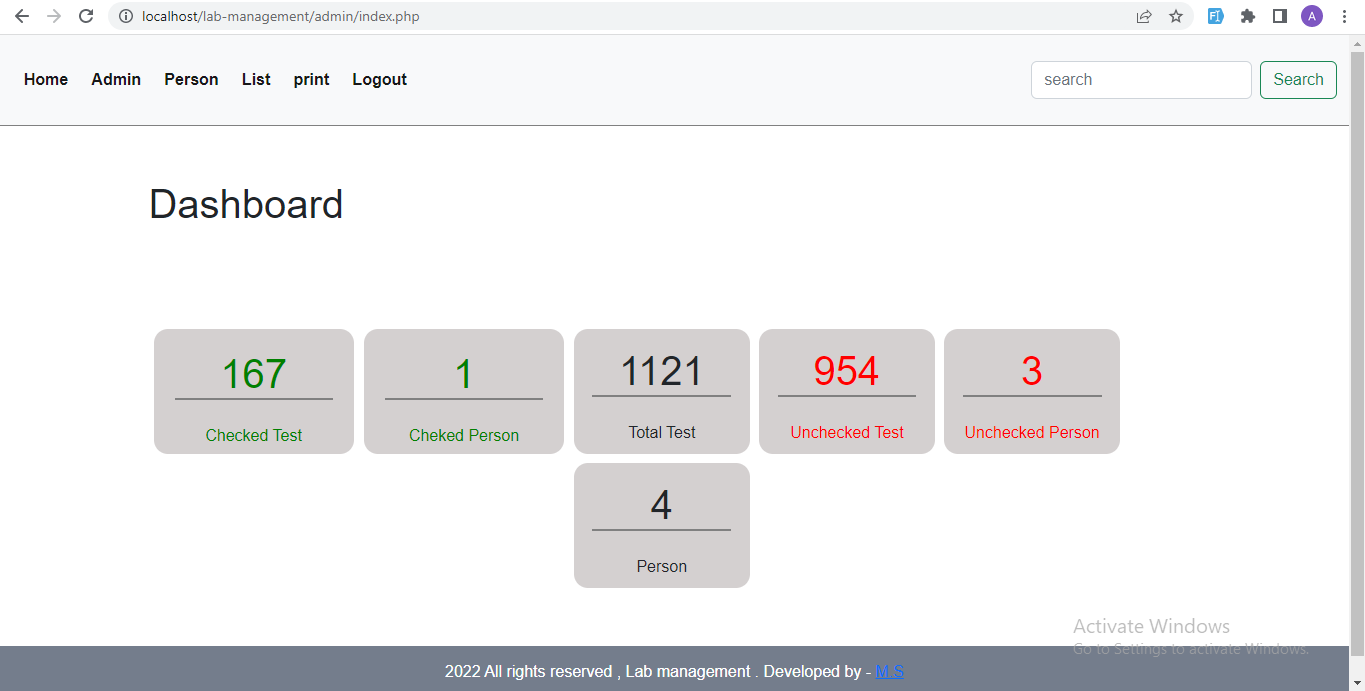 localhost/lab-management/admin/index.php
A
Home Admin Person List print Logout search Search
Dashboard
167 1 1121 954 3
Checked Test Cheked Person Total Test Unchecked Test Unchecked Person
4
Person
Activate Windows
Go to Settings to activate Windows.
2022 All rights reserved , Lab management . Developed by - M.S